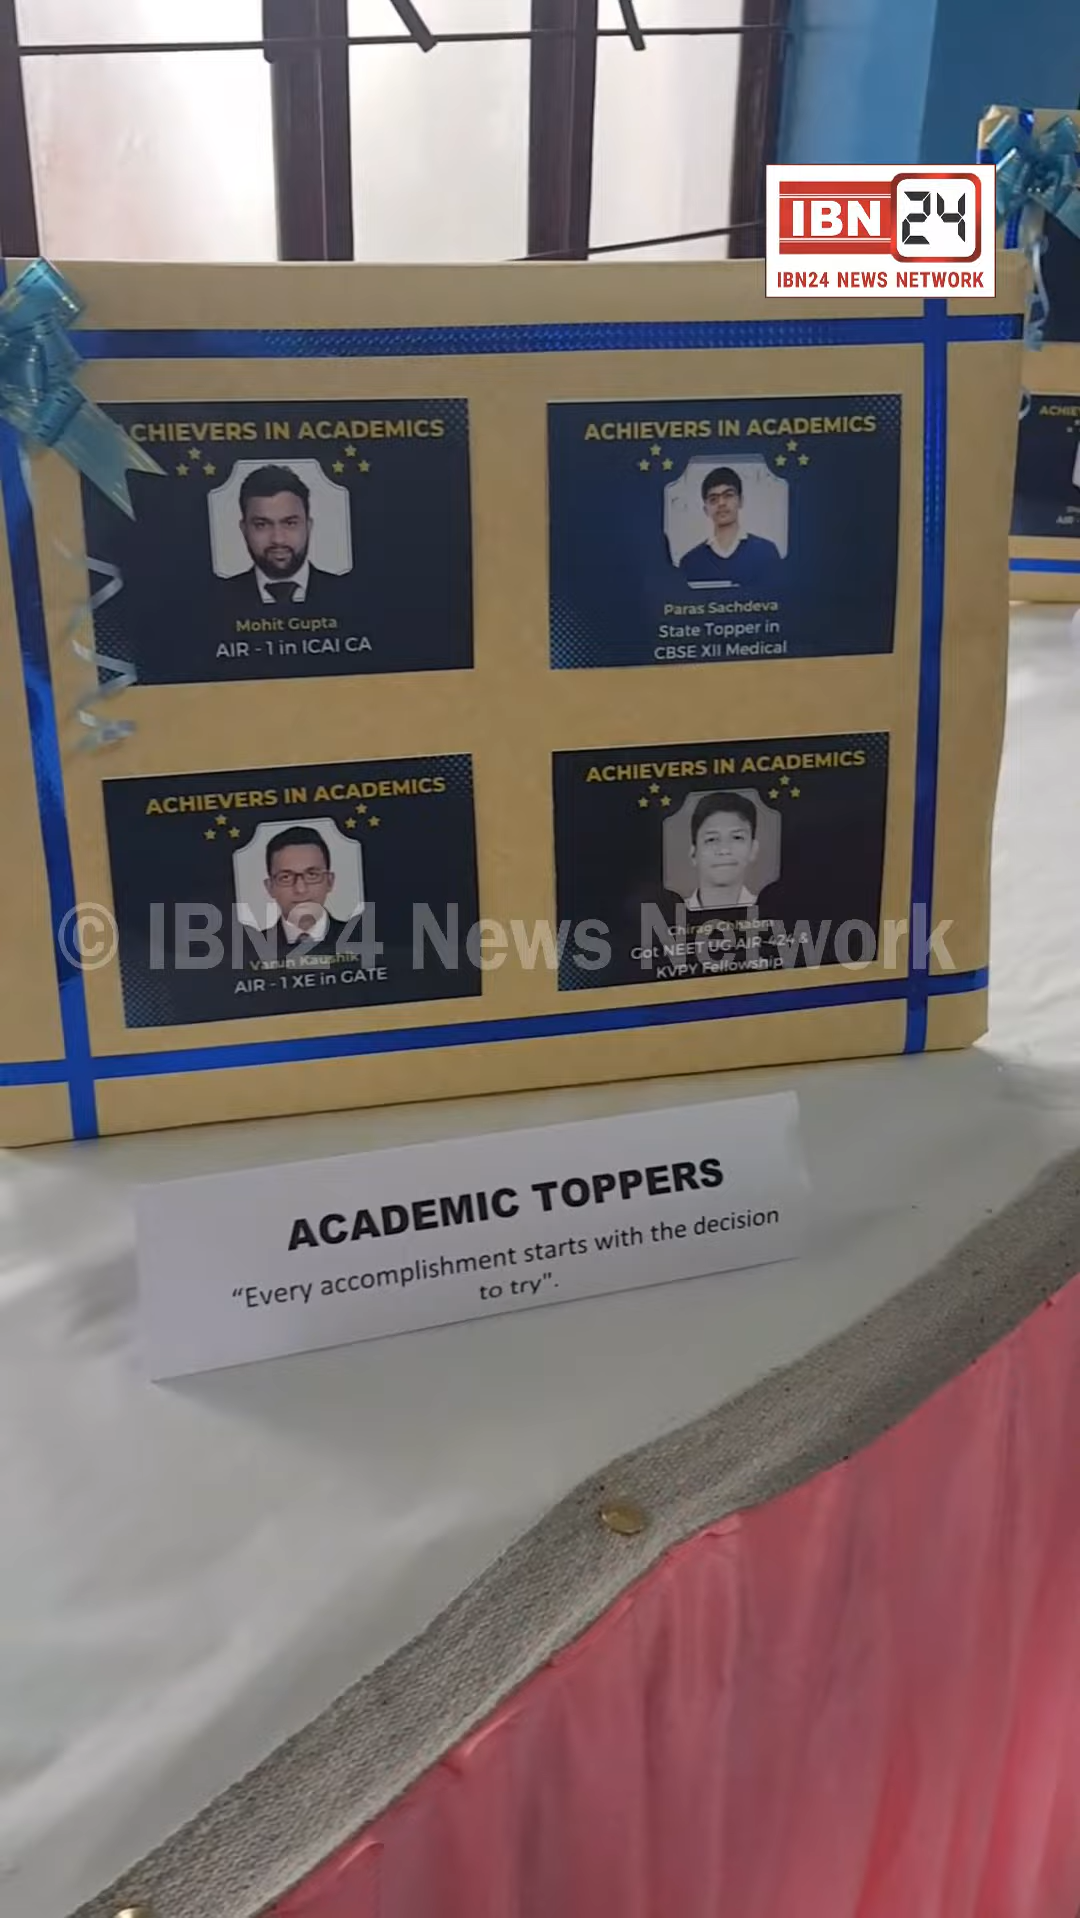 IBN 24
IBN24 NEWS NETWORK
ACHIEVERS IN ACADEMICS
Mohit Gupta
AIR - 1 in ICAI CA
ACHIEVERS IN ACADEMICS
Paras Sachdeva
State Topper in
CBSE XII Medical
ACHIEVERS IN ACADEMICS
Varun Kaushik
AIR - 1 XE in GATE
ACHIEVERS IN ACADEMICS
Chirag Chhabra
Got NEET UG AIR 424 &
KVPY Fellowship
© IBN24 News Network
ACADEMIC TOPPERS
“Every accomplishment starts with the decision
to try".